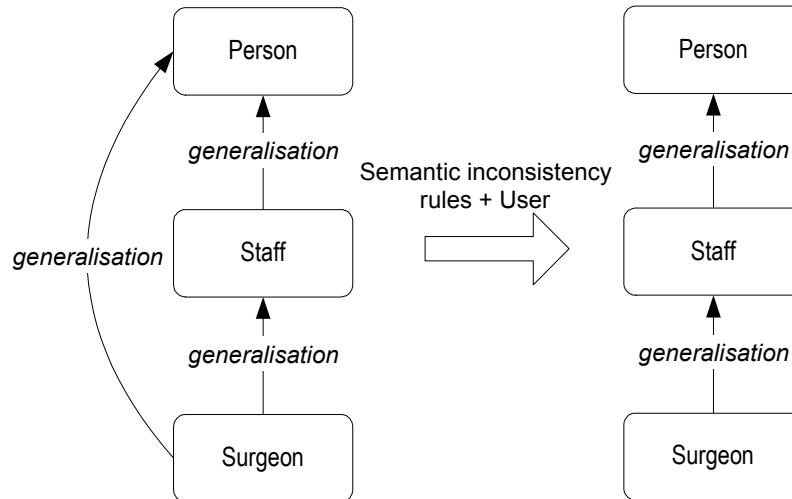 Person
Person
generalisation
generalisation
Semantic inconsistency
rules + User
generalisation
Staff
Staff
generalisation
generalisation
Surgeon
Surgeon